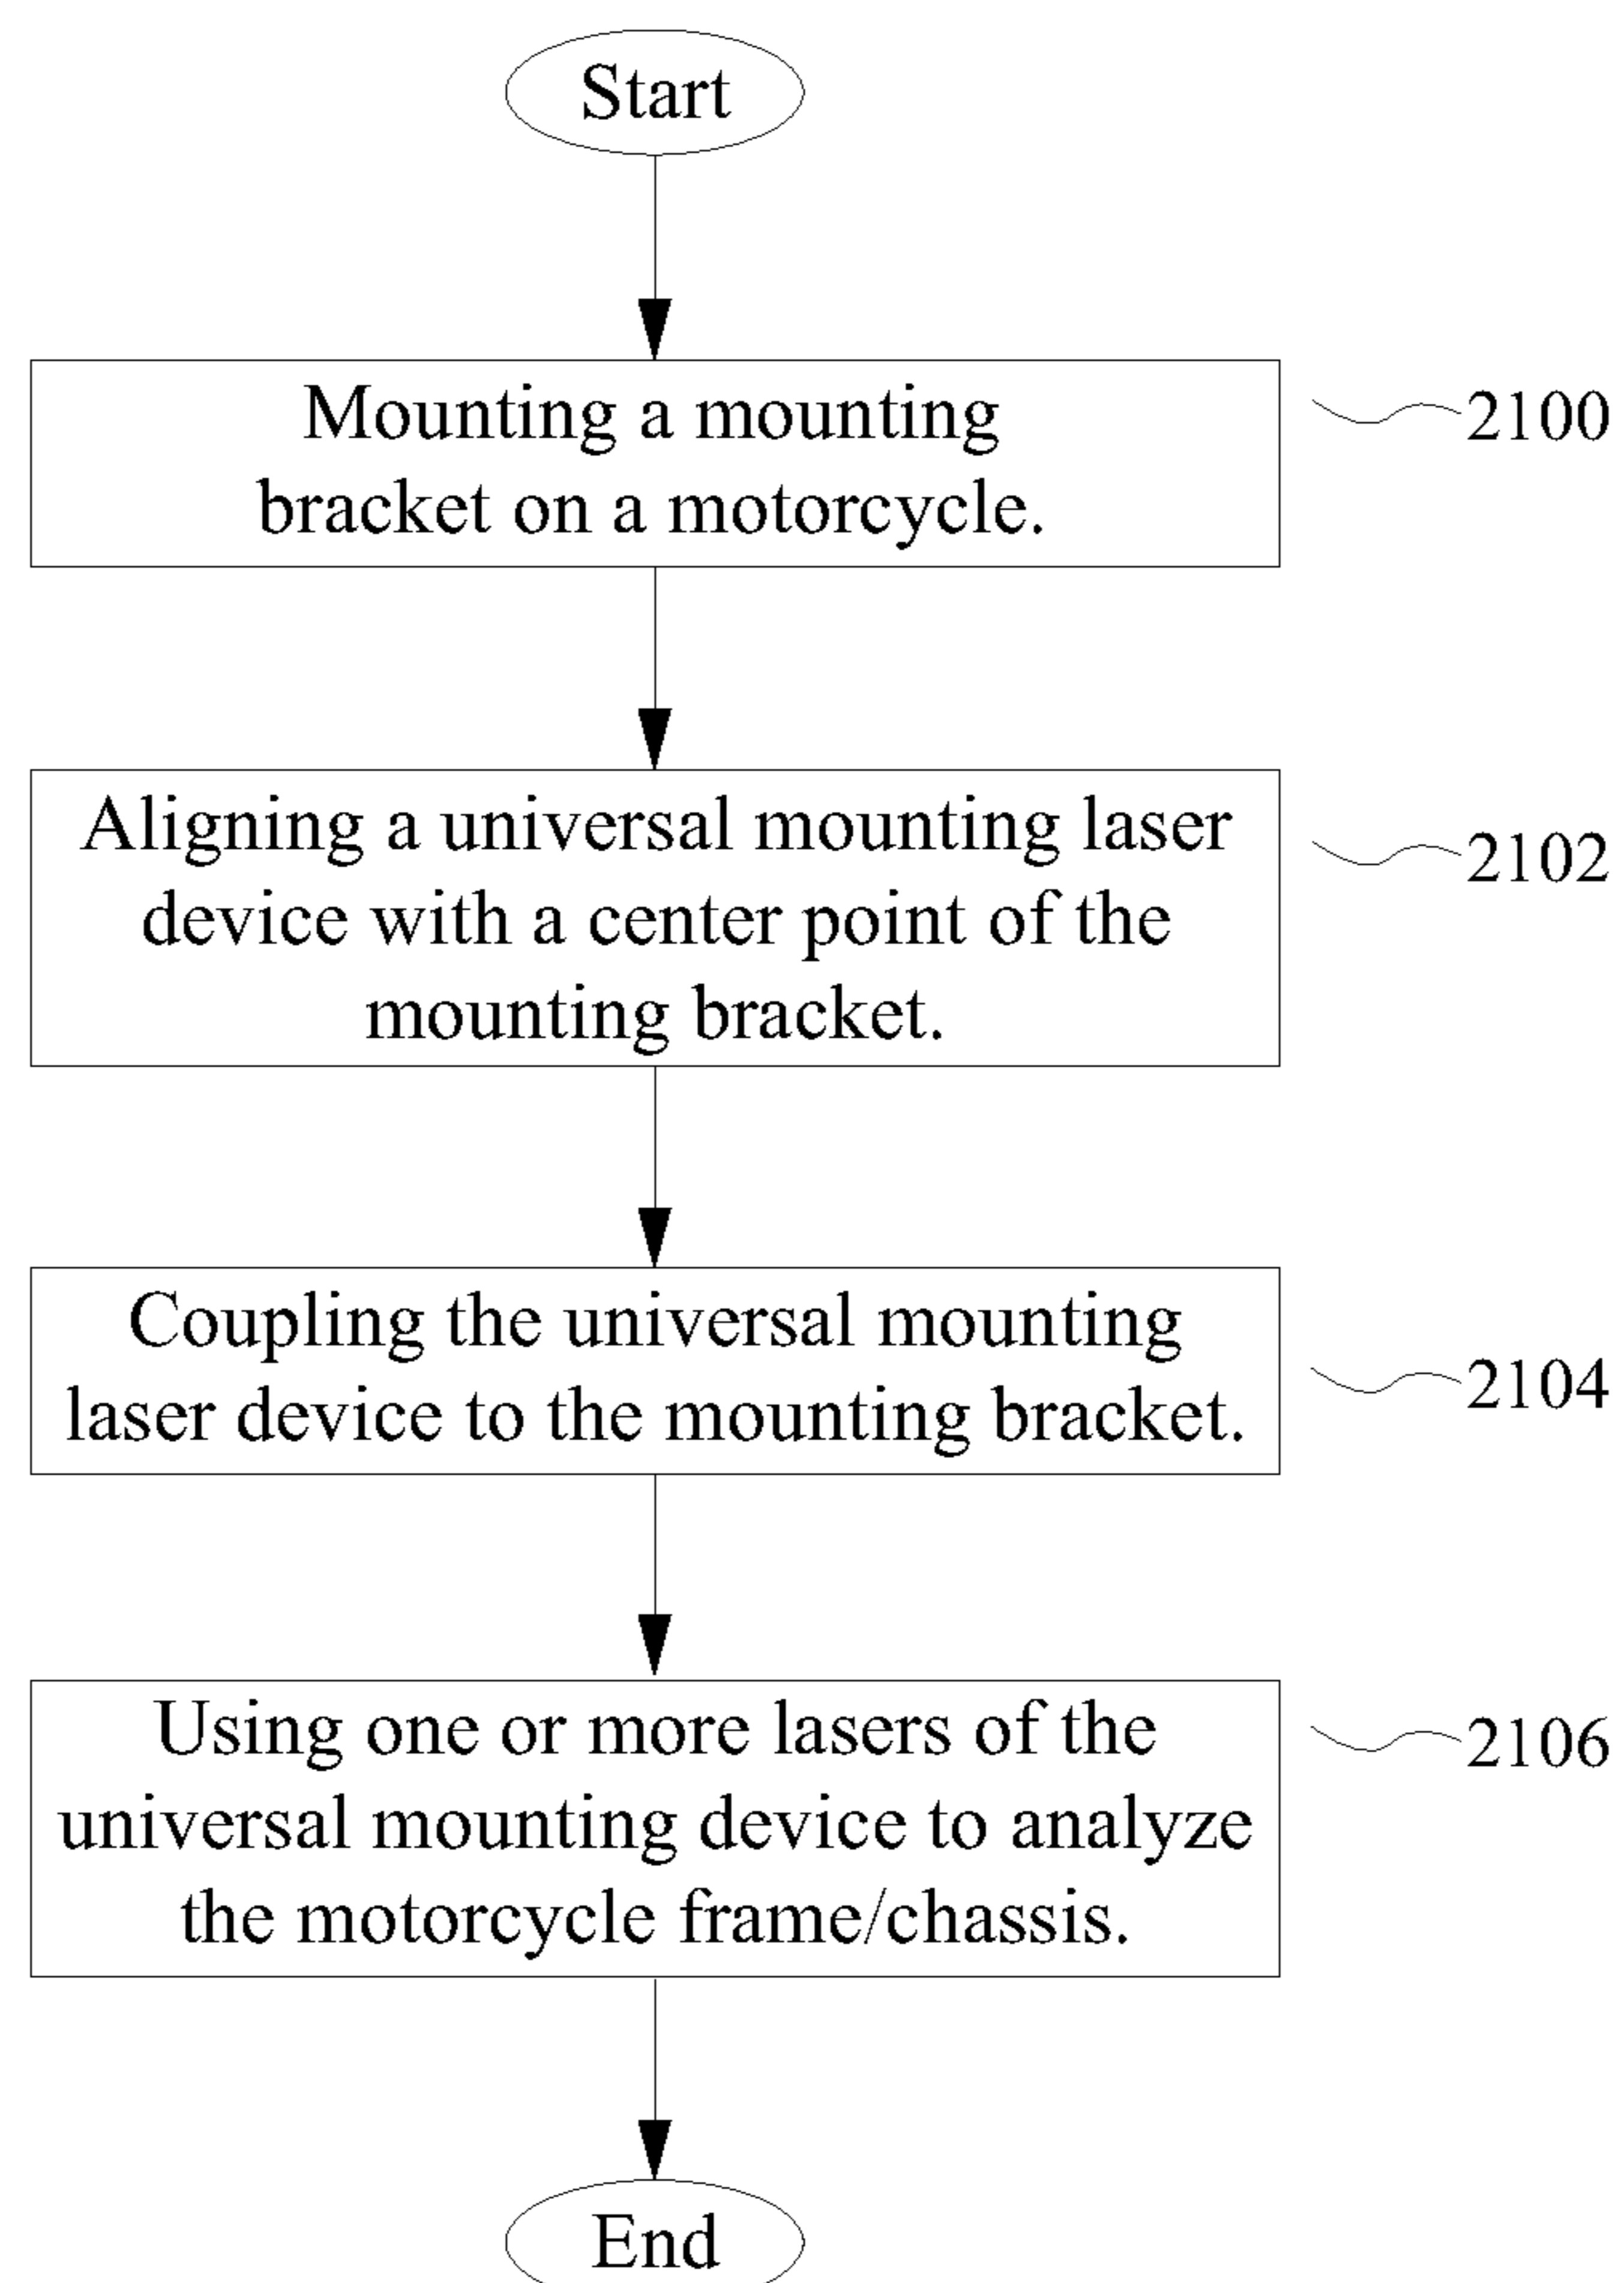 Start
Mounting a mounting
bracket on a motorcycle.
2100
Aligning a universal mounting laser
device with a center point of the
mounting bracket.
2102
Coupling the universal mounting
laser device to the mounting bracket.
2104
Using one or more lasers of the
universal mounting device to analyze
the motorcycle frame/chassis.
2106
End